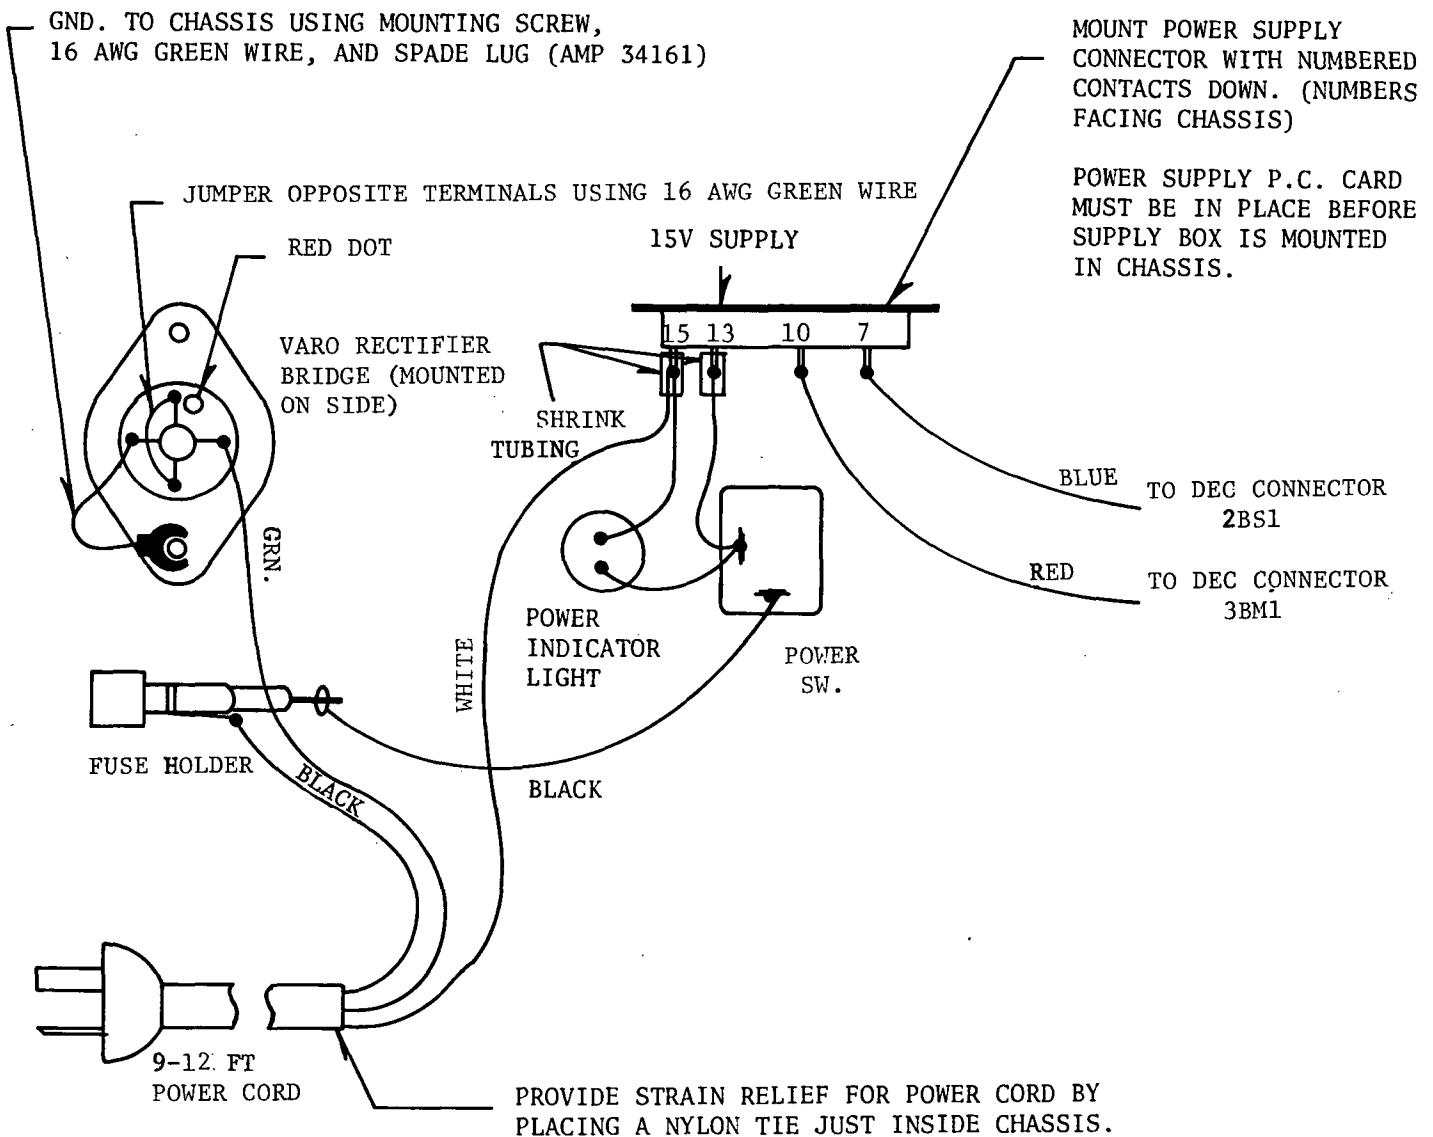 GND. TO CHASSIS USING MOUNTING SCREW,
16 AWG GREEN WIRE, AND SPADE LUG (AMP 34161)
MOUNT POWER SUPPLY
CONNECTOR WITH NUMBERED
CONTACTS DOWN. (NUMBERS
FACING CHASSIS)
POWER SUPPLY P.C. CARD
MUST BE IN PLACE BEFORE
SUPPLY BOX IS MOUNTED
IN CHASSIS.
JUMPER OPPOSITE TERMINALS USING 16 AWG GREEN WIRE
RED DOT
15V SUPPLY
15 13 10 7
VARO RECTIFIER
BRIDGE (MOUNTED
ON SIDE)
SHRINK
TUBING
BLUE
TO DEC CONNECTOR
2BS1
RED
TO DEC CONNECTOR
3BM1
GRN.
POWER
INDICATOR
LIGHT
POWER
SW.
WHITE
FUSE HOLDER
BLACK
BLACK
9-12 FT
POWER CORD
PROVIDE STRAIN RELIEF FOR POWER CORD BY
PLACING A NYLON TIE JUST INSIDE CHASSIS.